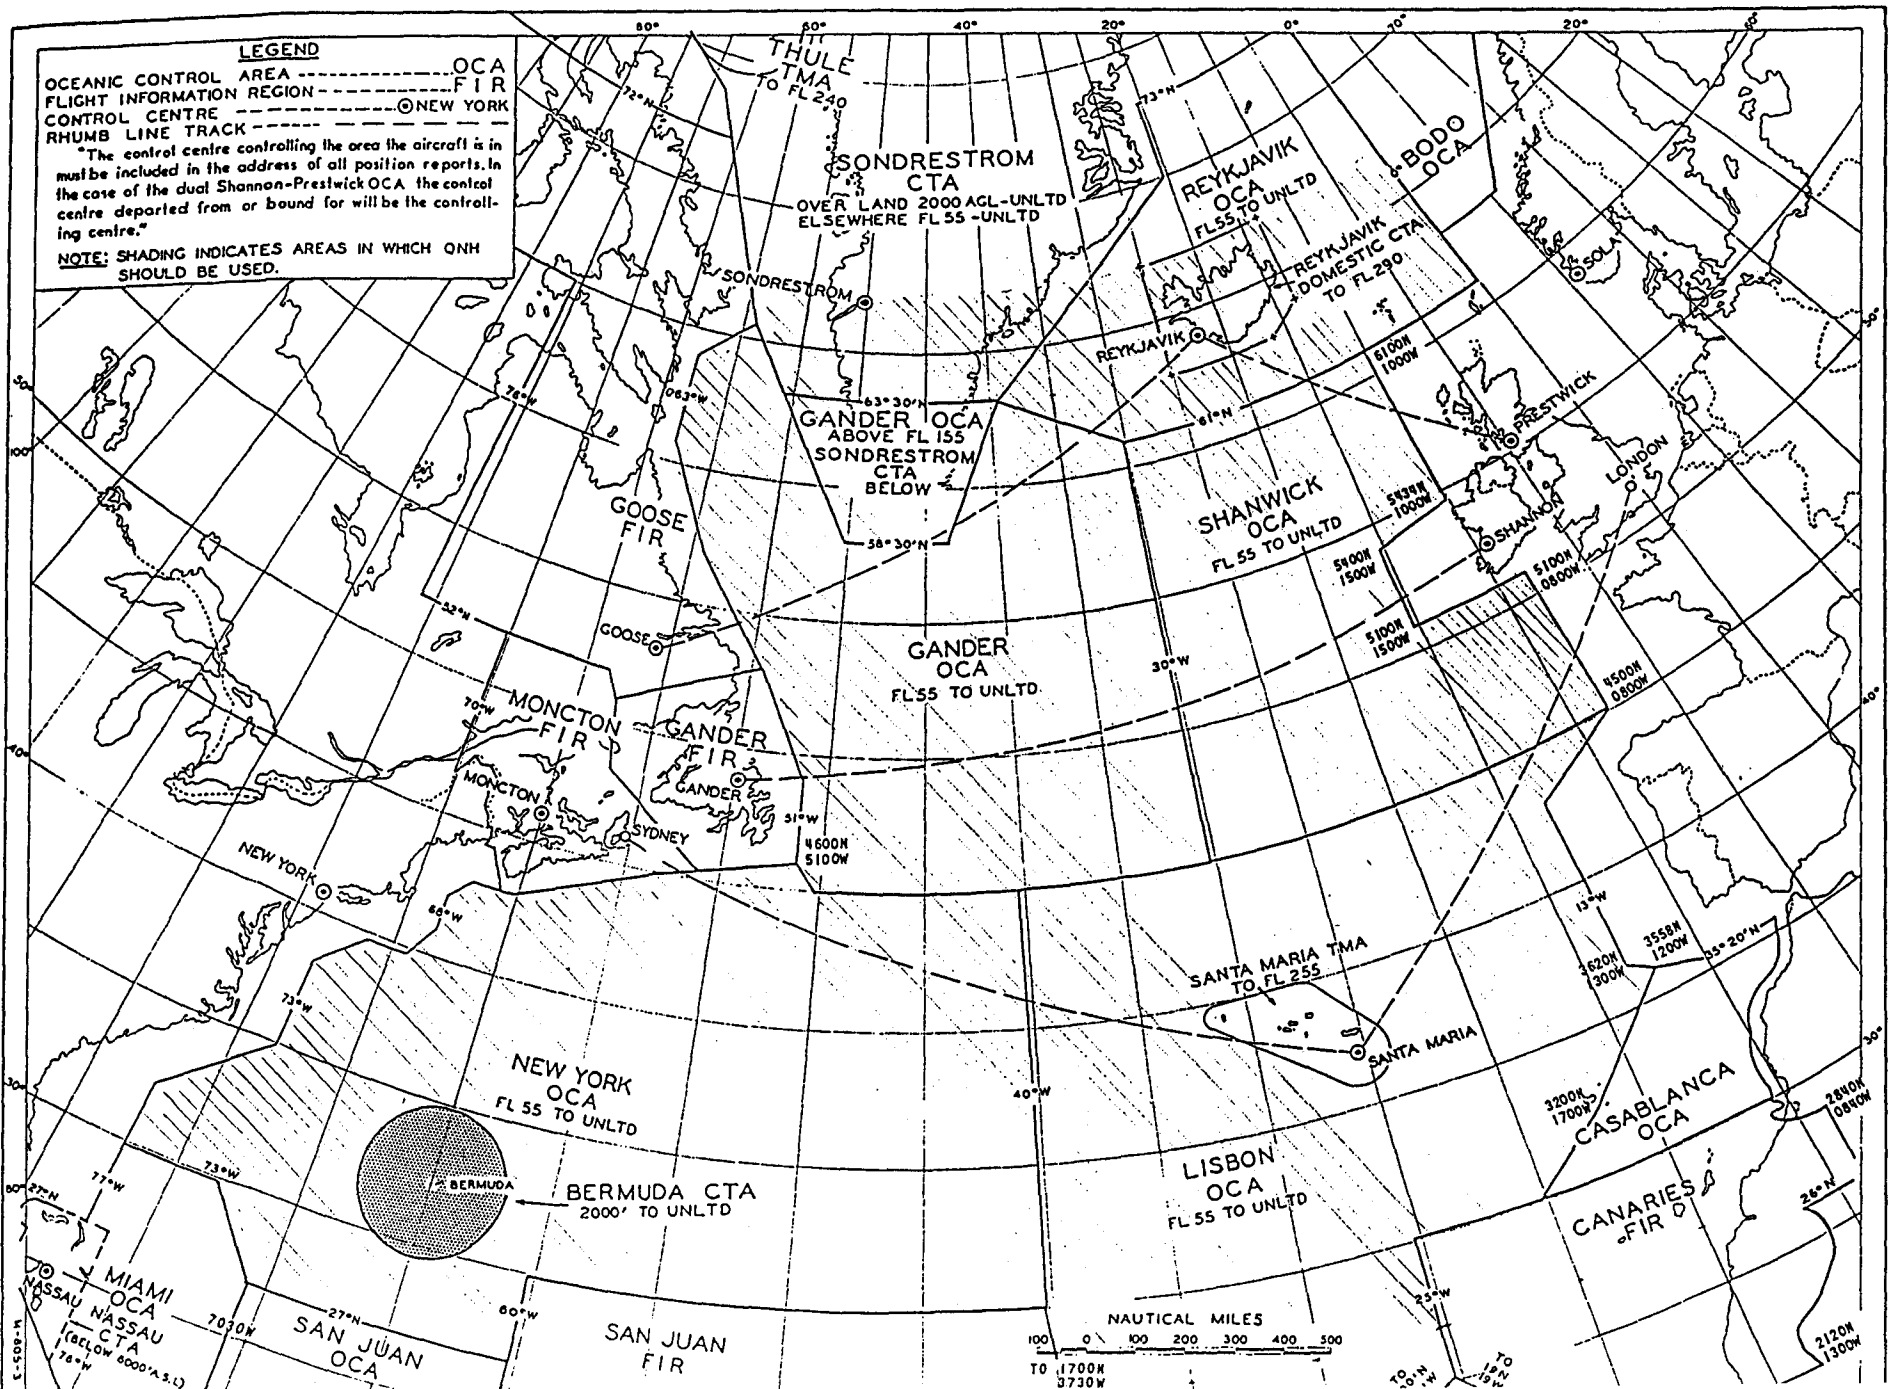 LEGEND
OCEANIC CONTROL AREA ---------------- OCA
FLIGHT INFORMATION REGION ----------- FIR
CONTROL CENTRE ---------------- NEW YORK
RHUMB LINE TRACK ------
"The control centre controlling the area the aircraft is in
must be included in the address of all position reports. In
the case of the dual Shannon-Prestwick OCA the control
centre departed from or bound for will be the controll-
ing centre."
NOTE: SHADING INDICATES AREAS IN WHICH QNH
SHOULD BE USED.
80°
60°
40°
20°
0°
10°
20°
THULE
TMA
TO FL 240
72°N
73°N
SONDRESTROM
CTA
OVER LAND 2000 AGL-UNLTD
ELSEWHERE FL 55-UNLTD
REYKJAVIK
OCA
FL55 TO UNLTD
BODO
OCA
REYKJAVIK
DOMESTIC CTA
TO FL 290
SOLA
SONDRESTROM
REYKJAVIK
6100N
1000W
50°
063°W
63°30'N
61°N
GANDER OCA
ABOVE FL 155
SONDRESTROM
CTA
BELOW
58°30'N
PRESTWICK
LONDON
100°
GOOSE
FIR
SHANWICK
OCA
FL 55 TO UNLTD
5434N
1000W
SHANNON
5400N
1500W
5100N
0800W
52°N
GOOSE
5100N
1500W
GANDER
OCA
FL55 TO UNLTD
30°W
4500N
0800W
40°
70°W
MONCTON
FIR
GANDER
FIR
GANDER
40°
MONCTON
SYDNEY
51°W
4600N
5100W
NEW YORK
68°W
13°W
3558N
1200W
35°20'N
3620N
1300W
SANTA MARIA TMA
TO FL 255
73°W
SANTA MARIA
30°
NEW YORK
OCA
FL 55 TO UNLTD
40°W
3200N
1700W
CASABLANCA
OCA
2840N
0840W
30°
73°W
77°W
BERMUDA
BERMUDA CTA
2000' TO UNLTD
LISBON
OCA
FL 55 TO UNLTD
CANARIES
FIR
26°N
27°N
MIAMI
OCA
NASSAU
NASSAU
CTA
(BELOW 6000' A.S.L)
7030W
27°N
SAN JUAN
OCA
60°W
SAN JUAN
FIR
25°W
NAUTICAL MILES
100 0 100 200 300 400 500
TO 1700N
3730W
TO
TO
19°N
2120N
1300W